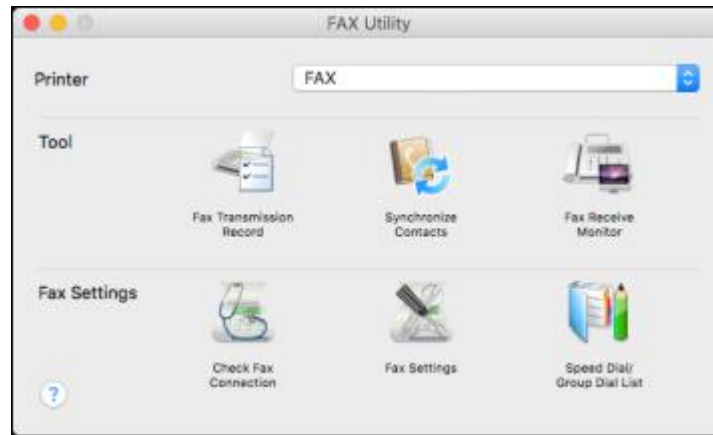 FAX Utility
Printer
FAX
Tool
Fax Transmission
Record
Synchronize
Contacts
Fax Receive
Monitor
Fax Settings
Check Fax
Connection
Fax Settings
Speed Dial/
Group Dial List
?